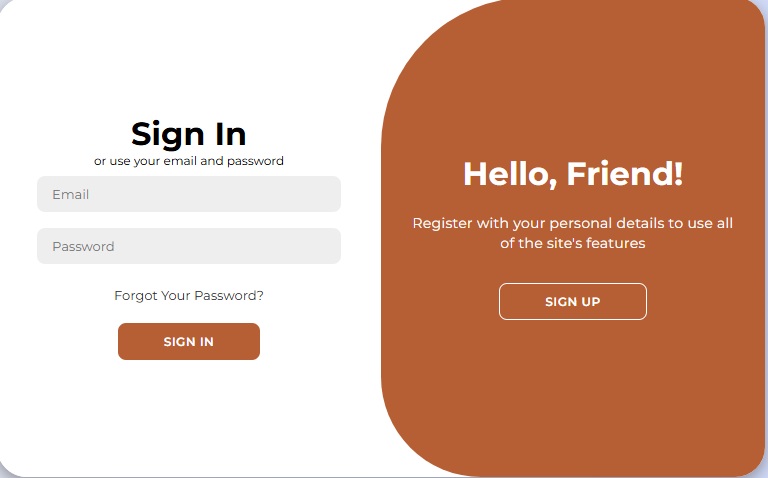 Sign In
or use your email and password
Email
Password
Forgot Your Password?
SIGN IN
Hello, Friend!
Register with your personal details to use all
of the site's features
SIGN UP